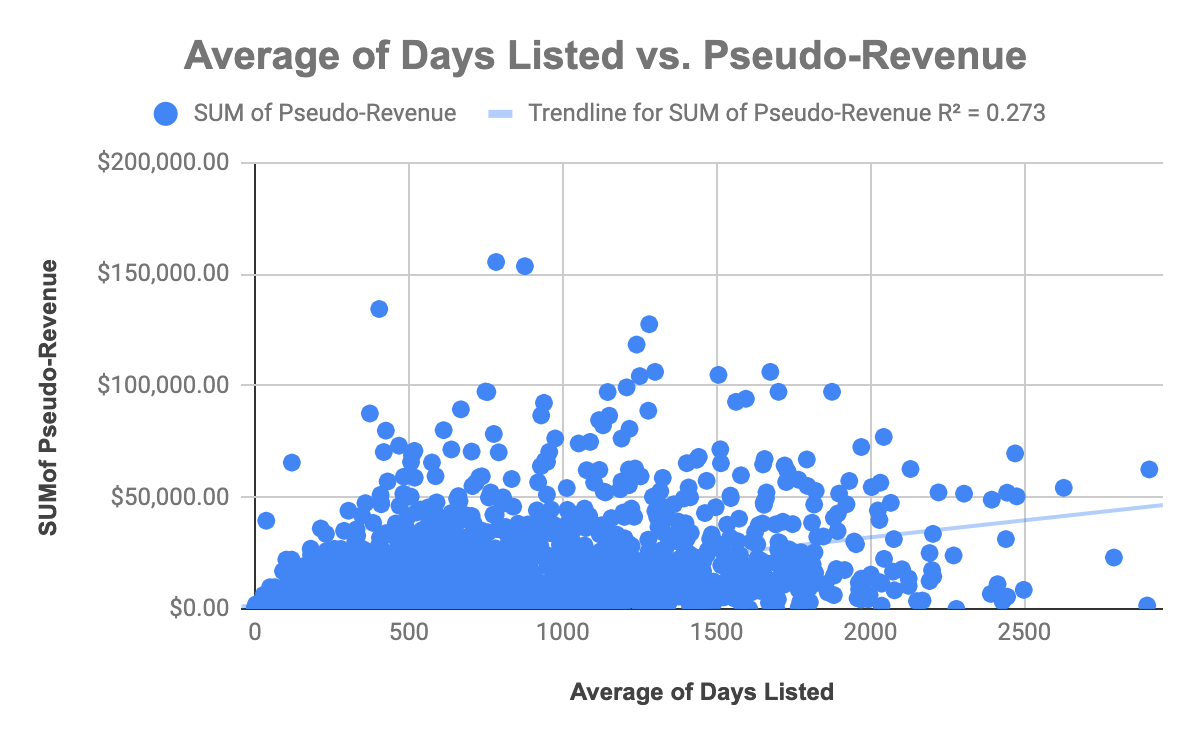 Average of Days Listed vs. Pseudo-Revenue
SUM of Pseudo-Revenue
Trendline for SUM of Pseudo-Revenue R² = 0.273
$200,000.00
$150,000.00
$100,000.00
$50,000.00
$0.00
SUMof Pseudo-Revenue
0
500
1000
1500
2000
2500
Average of Days Listed